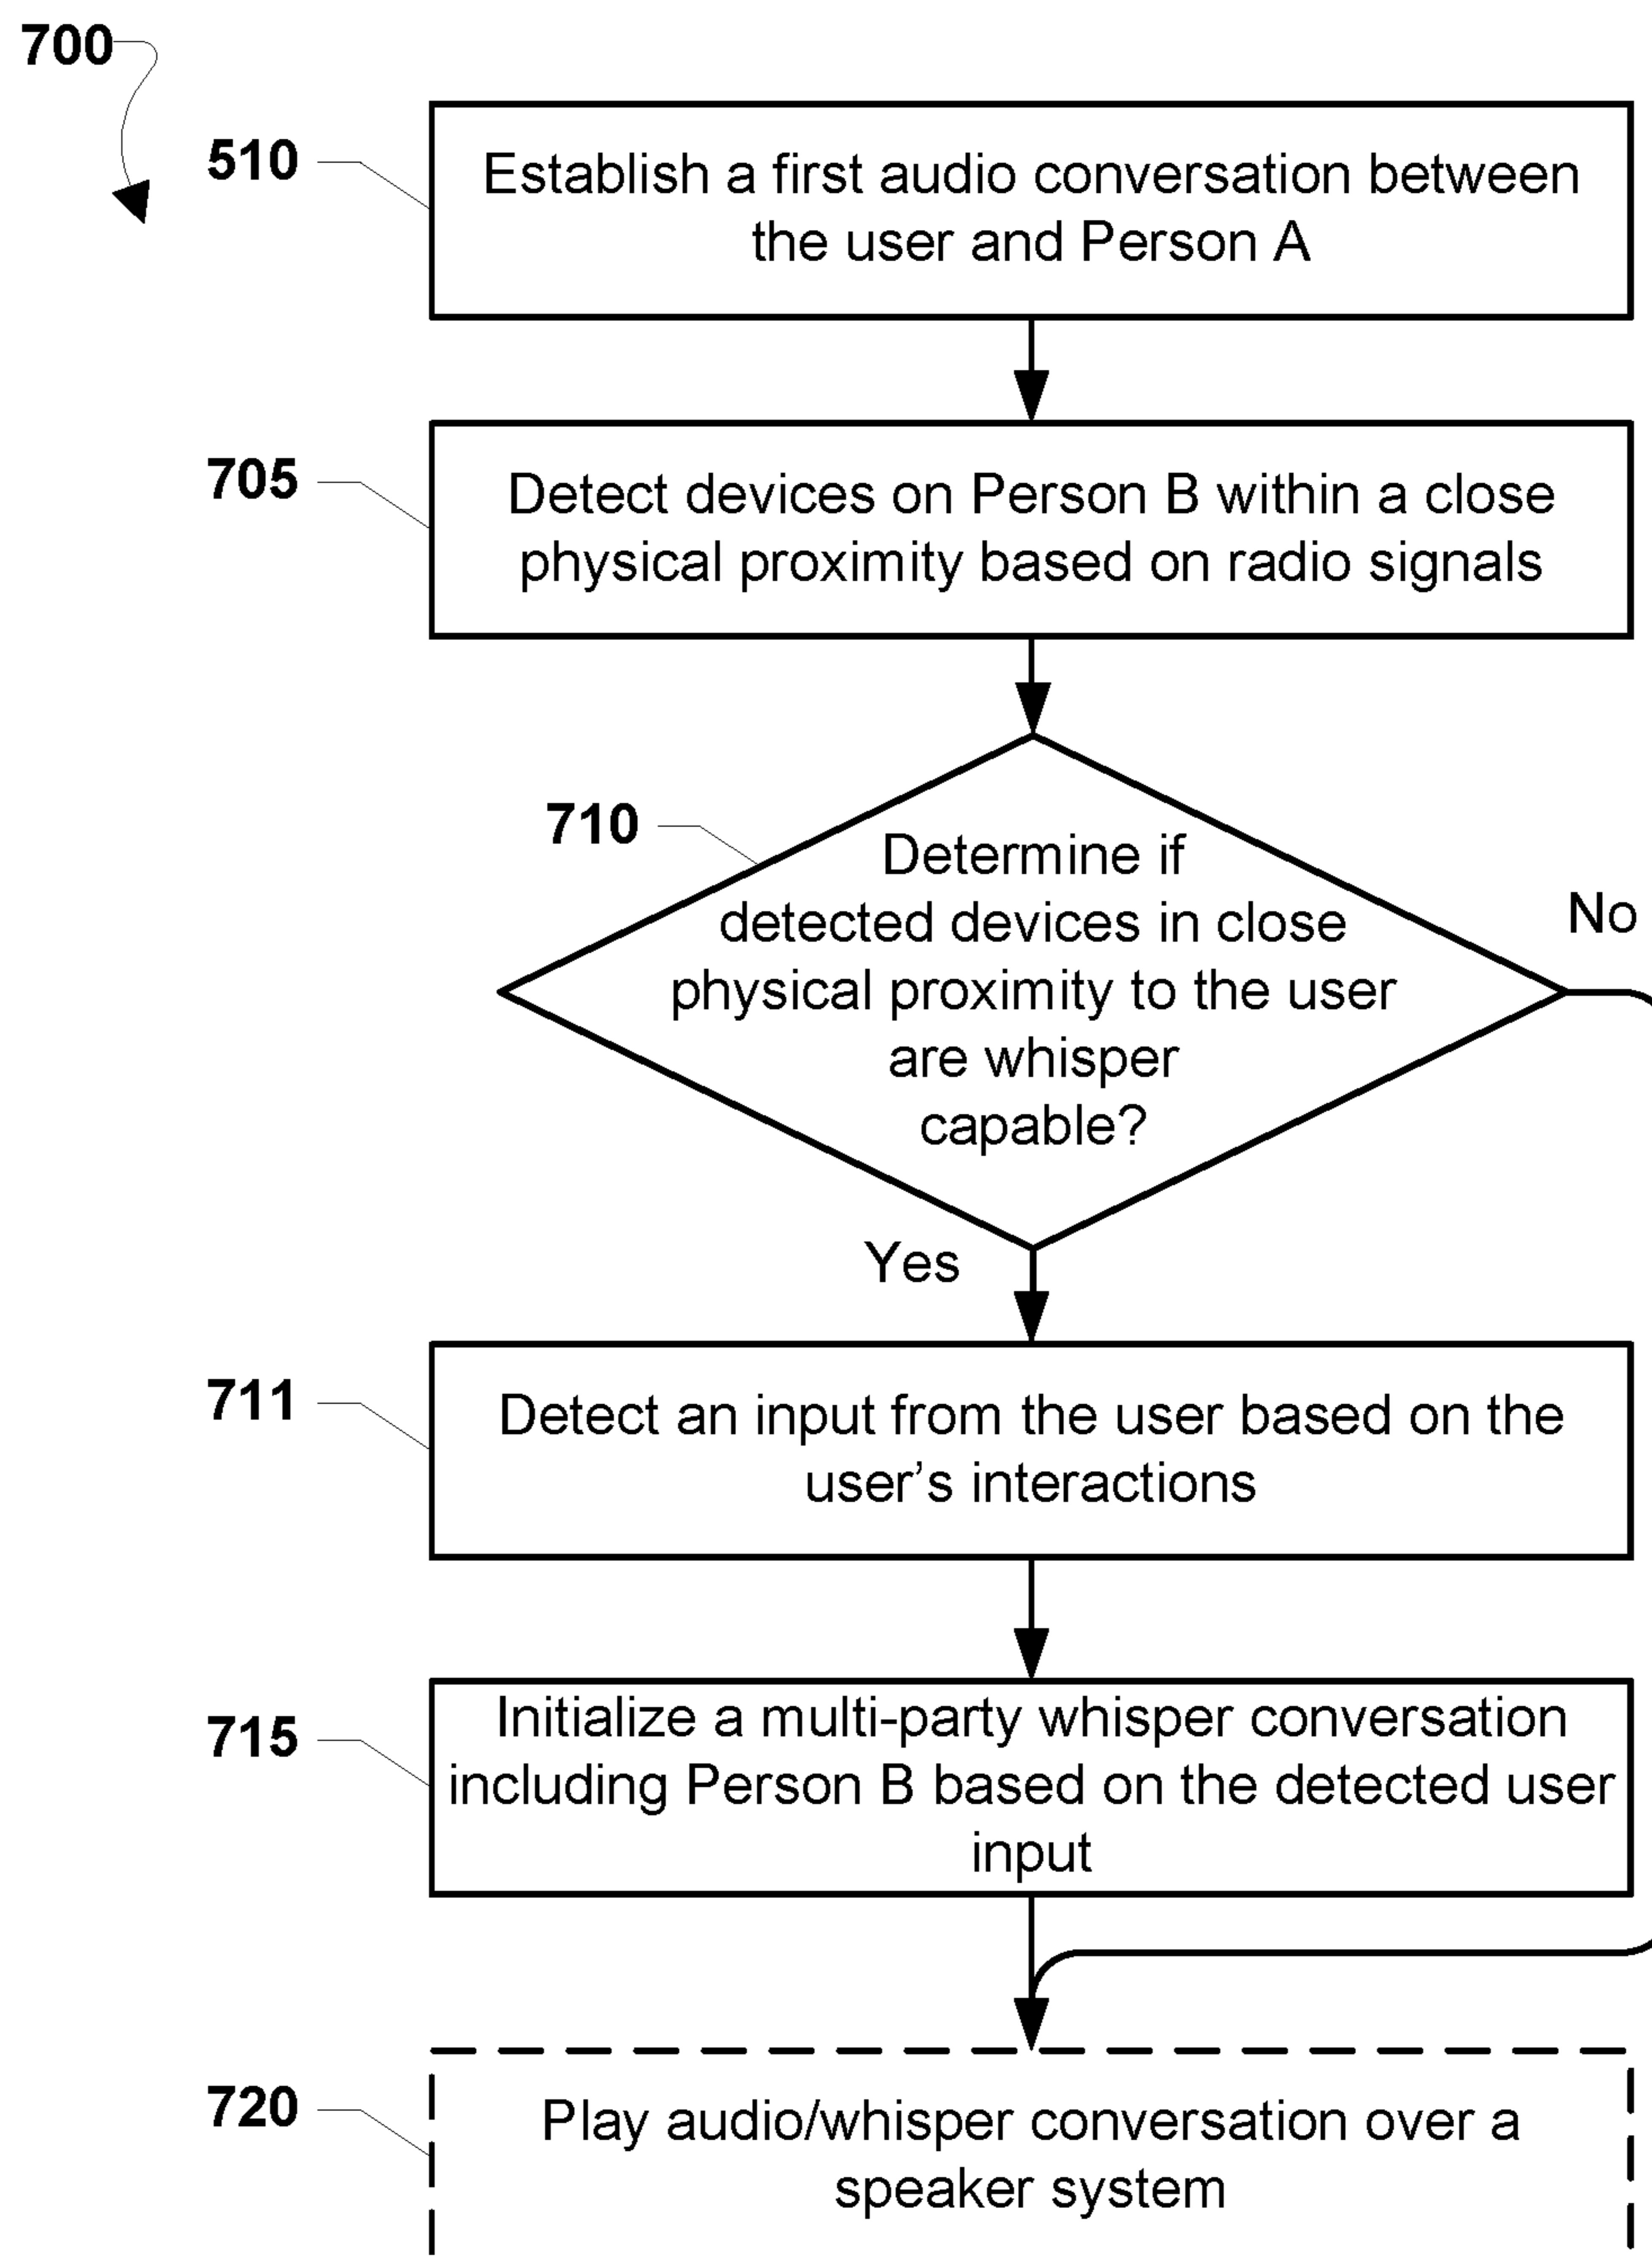 700
510
Establish a first audio conversation between
the user and Person A
705
Detect devices on Person B within a close
physical proximity based on radio signals
710
Determine if
detected devices in close
physical proximity to the user
are whisper
capable?
No
Yes
711
Detect an input from the user based on the
user’s interactions
715
Initialize a multi-party whisper conversation
including Person B based on the detected user
input
720
Play audio/whisper conversation over a
speaker system